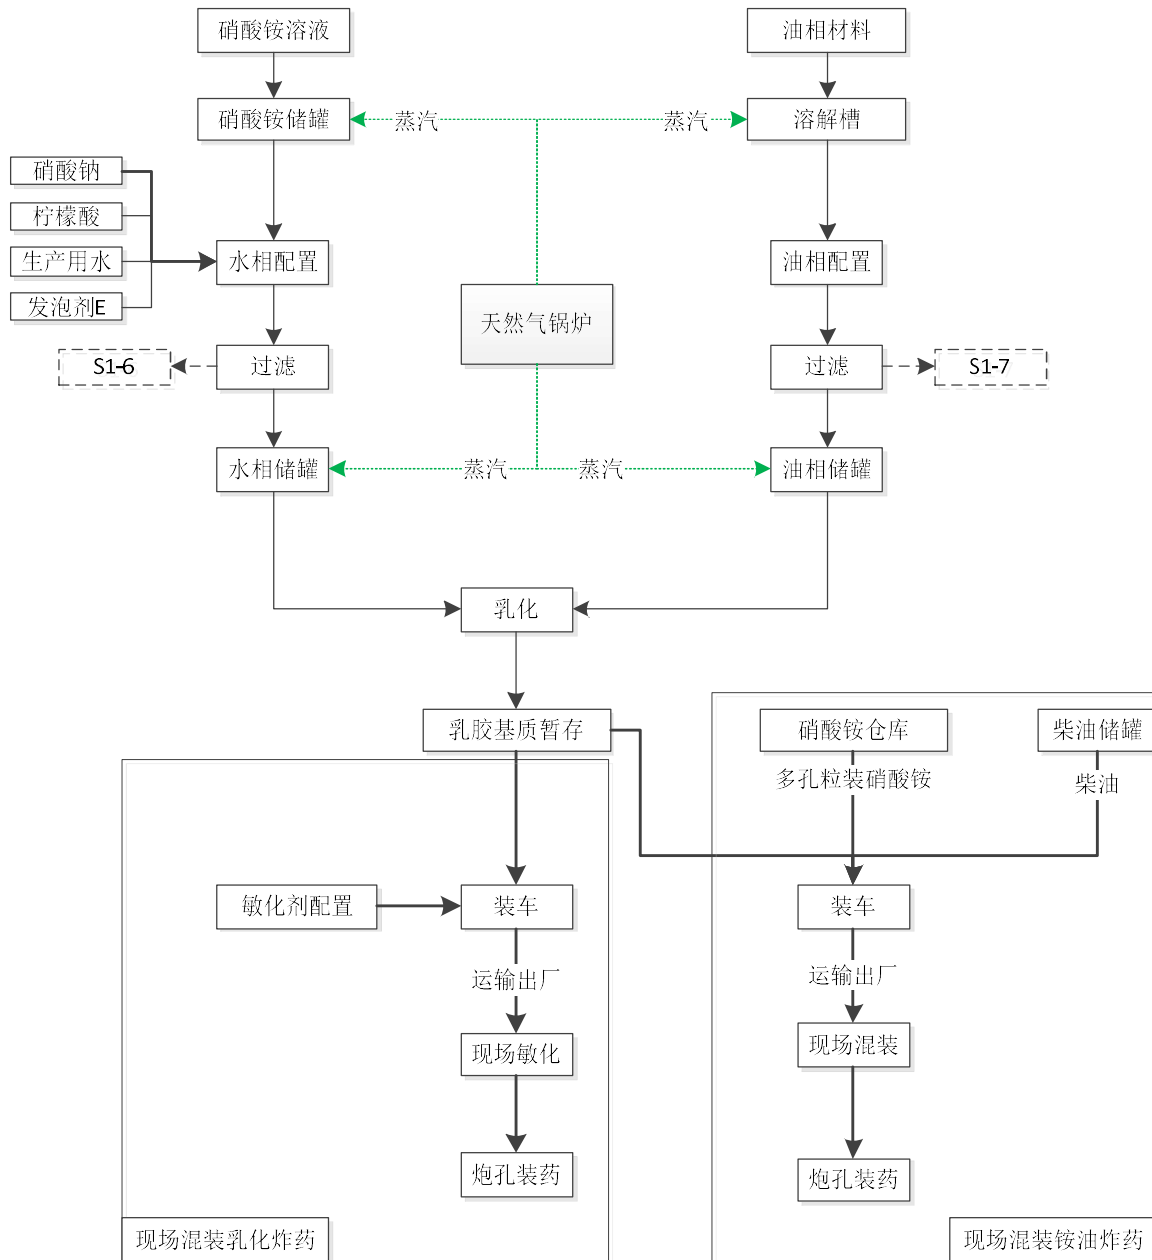 硝酸铵溶液
油相材料
硝酸铵储罐
蒸汽
蒸汽
溶解槽
硝酸钠
柠檬酸
生产用水
发泡剂E
水相配置
油相配置
天然气锅炉
S1-6
过滤
过滤
S1-7
水相储罐
蒸汽
蒸汽
油相储罐
乳化
乳胶基质暂存
硝酸铵仓库
柴油储罐
多孔粒装硝酸铵
柴油
敏化剂配置
装车
装车
运输出厂
运输出厂
现场敏化
现场混装
炮孔装药
炮孔装药
现场混装乳化炸药
现场混装铵油炸药